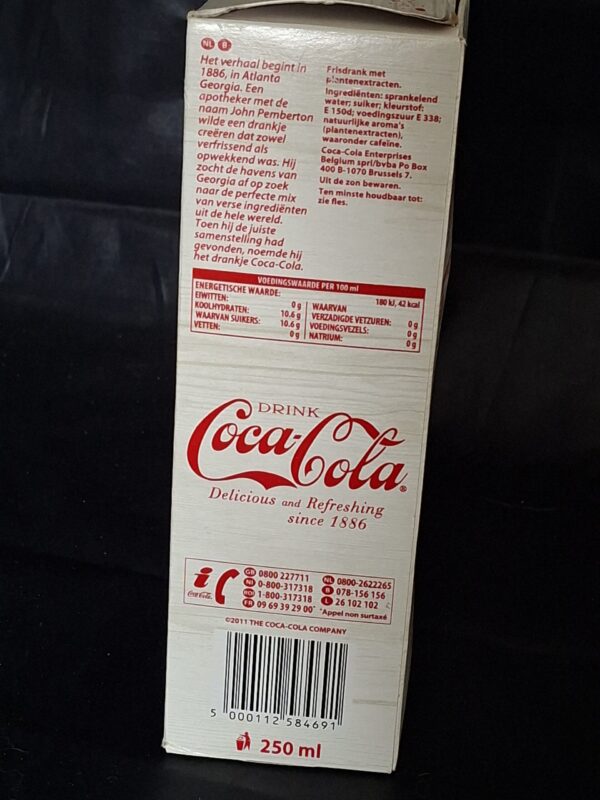 NL B
Het verhaal begint in
1886, in Atlanta
Georgia. Een
apotheker met de
naam John Pemberton
wilde een drankje
creëren dat zowel
verfrissend als
opwekkend was. Hij
zocht de havens van
Georgia af op zoek
naar de perfecte mix
van verse ingrediënten
uit de hele wereld.
Toen hij de juiste
samenstelling had
gevonden, noemde hij
het drankje Coca-Cola.
Frisdrank met
plantenextracten.
Ingrediënten: sprankelend
water; suiker; kleurstof:
E 150d; voedingszuur E 338;
natuurlijke aroma's
(plantenextracten),
waaronder cafeïne.
Coca-Cola Enterprises
Belgium sprl/bvba Po Box
400 B-1070 Brussels 7.
Uit de zon bewaren.
Ten minste houdbaar tot:
zie fles.
VOEDINGSWAARDE PER 100 ml
ENERGETISCHE WAARDE: 180 kJ, 42 kcal
EIWITTEN: 0 g
KOOLHYDRATEN: 10.6 g
WAARVAN SUIKERS: 10.6 g
VETTEN: 0 g
WAARVAN
VERZADIGDE VETZUREN: 0 g
VOEDINGSVEZELS: 0 g
NATRIUM: 0 g
DRINK
Coca-Cola®
Delicious and Refreshing
since 1886
i Coca-Cola
GB 0800 227711
NI 0-800-317318
ROI 1-800-317318
FR 09 69 39 29 00*
NL 0800-2622265
B 078-156 156
L 26 102 102
*Appel non surtaxé
©2011 THE COCA-COLA COMPANY
5 000112 584691
250 ml